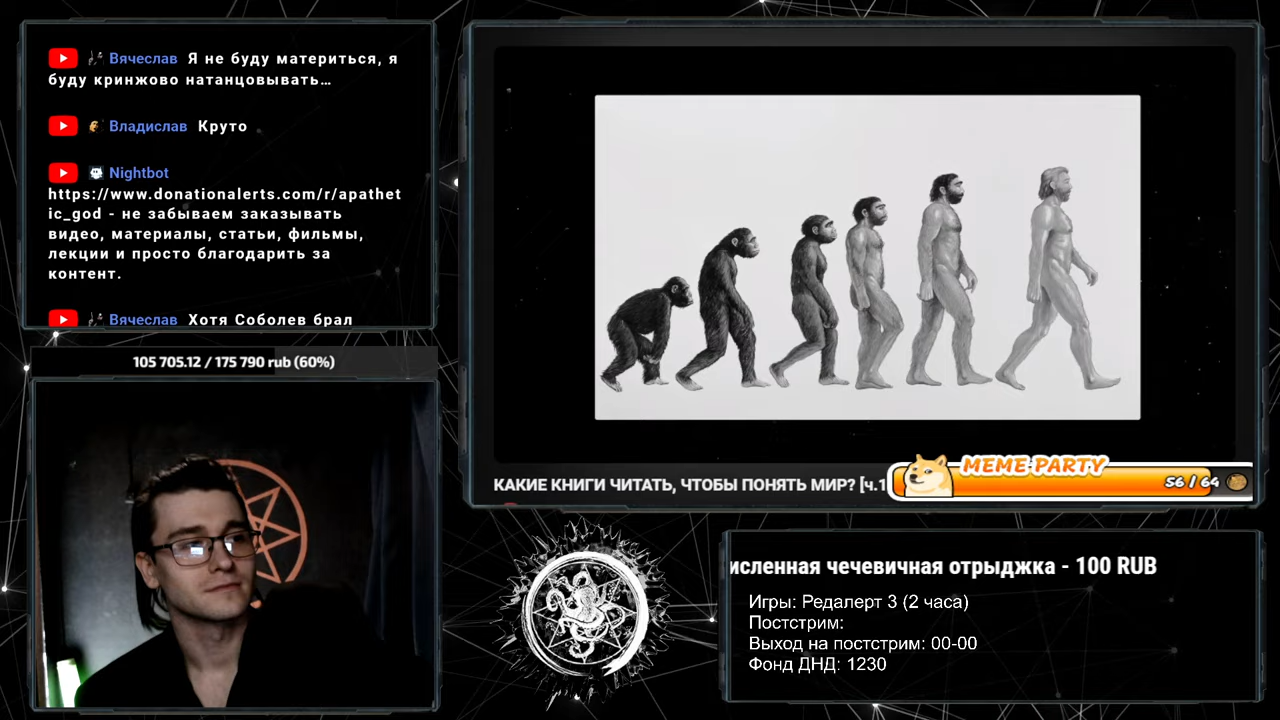 Вячеслав Я не буду материться, я
буду кринжово натанцовывать…
Владислав Круто
Nightbot
https://www.donationalerts.com/r/apathet
ic_god - не забываем заказывать
видео, материалы, статьи, фильмы,
лекции и просто благодарить за
контент.
Вячеслав Хотя Соболев брал
105 705.12 / 175 790 rub (60%)
КАКИЕ КНИГИ ЧИТАТЬ, ЧТОБЫ ПОНЯТЬ МИР? [ч.1
MEME PARTY
56 / 64
исленная чечевичная отрыджка - 100 RUB
Игры: Редалерт 3 (2 часа)
Постстрим:
Выход на постстрим: 00-00
Фонд ДНД: 1230